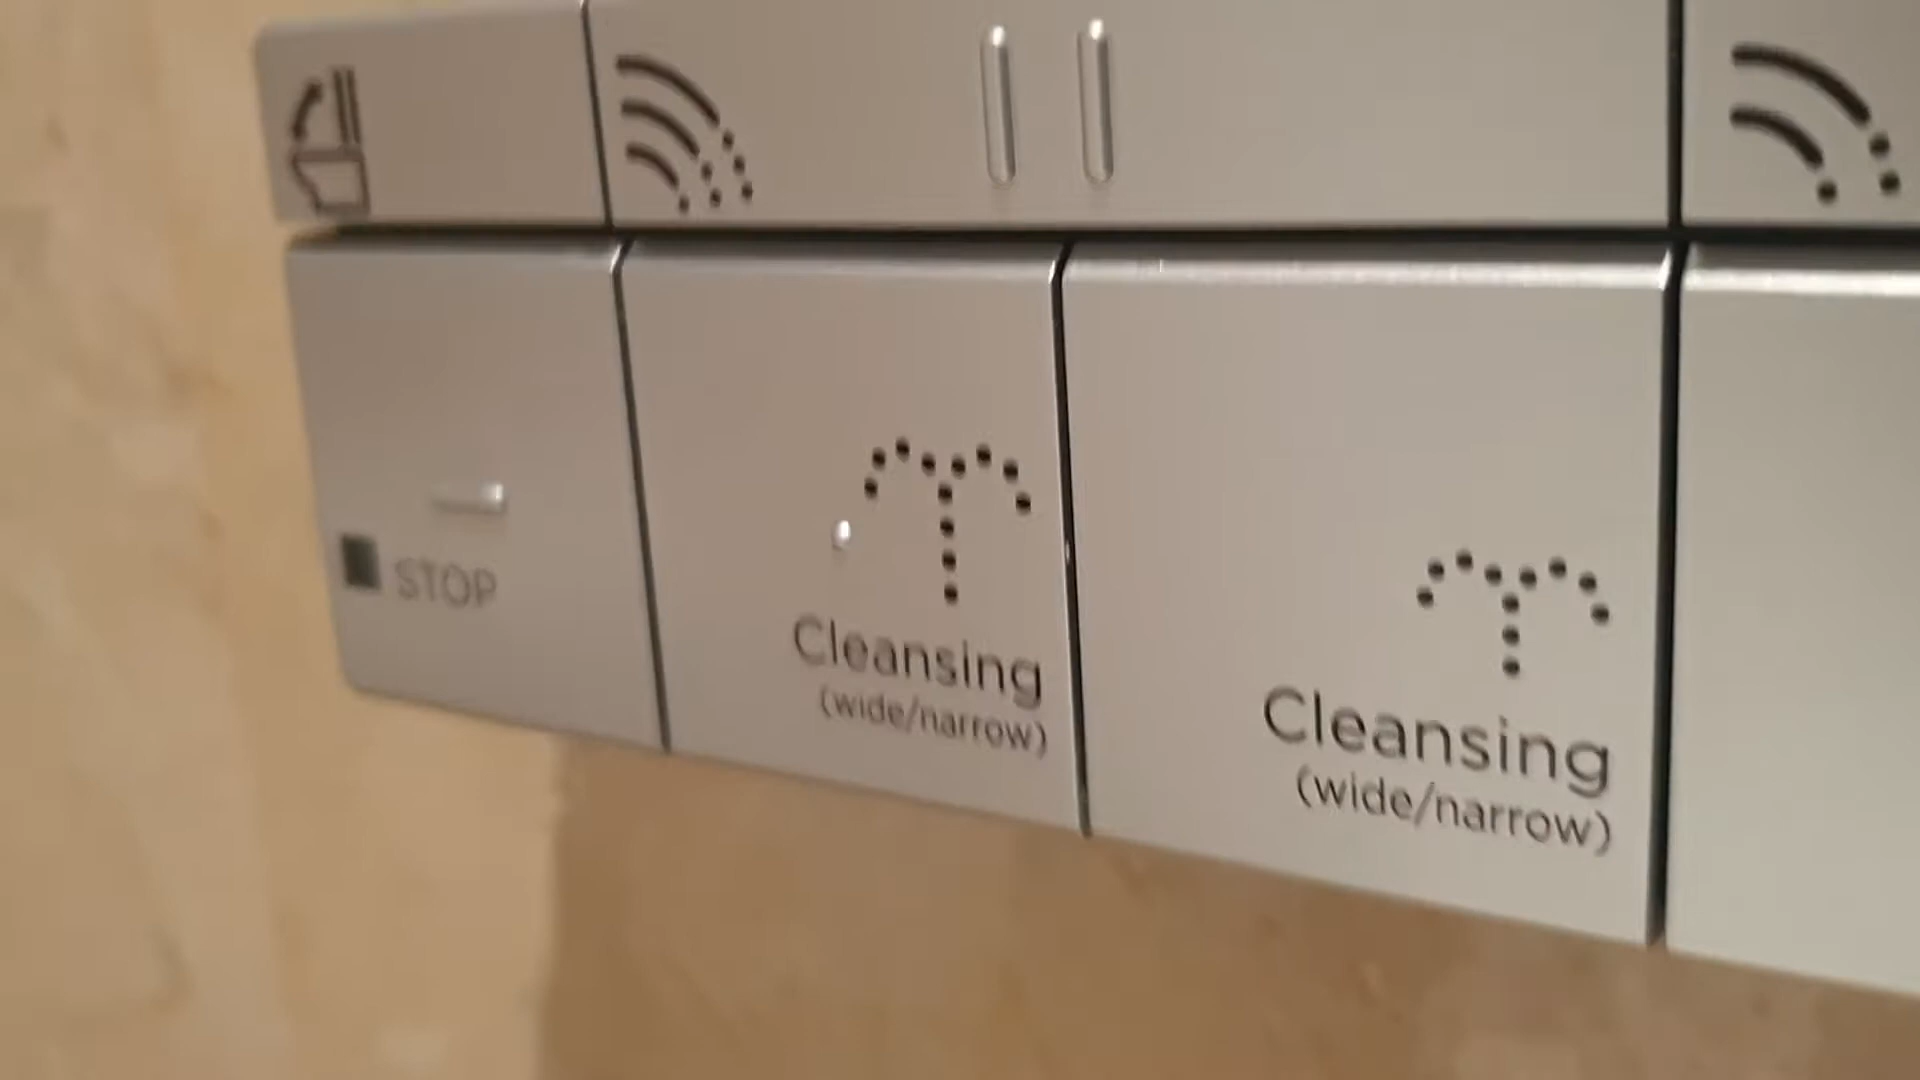 STOP
Cleansing
(wide/narrow)
Cleansing
(wide/narrow)